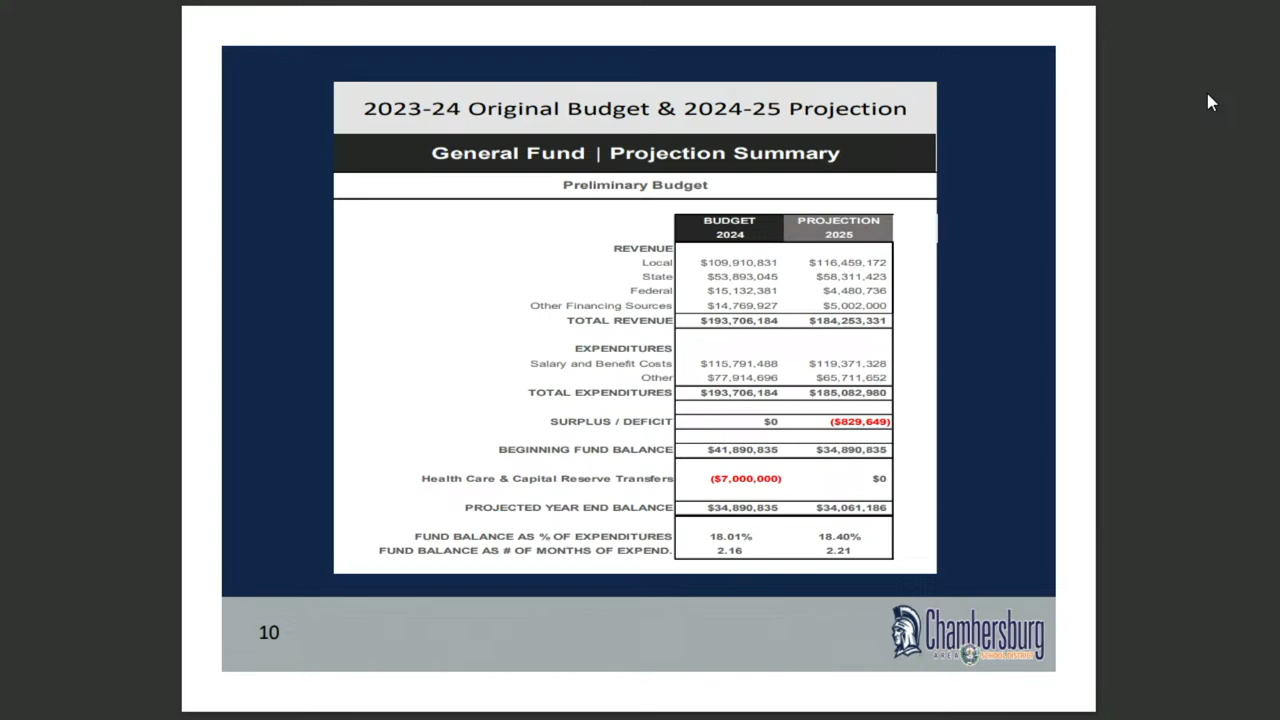 2023-24 Original Budget & 2024-25 Projection
General Fund | Projection Summary
Preliminary Budget
BUDGET PROJECTION
2024 2025
REVENUE
Local $109,910,831 $116,459,172
State $53,893,045 $58,311,423
Federal $15,132,381 $4,480,736
Other Financing Sources $14,769,927 $5,002,000
TOTAL REVENUE $193,706,184 $184,253,331
EXPENDITURES
Salary and Benefit Costs $115,791,488 $119,371,328
Other $77,914,696 $65,711,652
TOTAL EXPENDITURES $193,706,184 $185,082,980
SURPLUS / DEFICIT $0 ($829,649)
BEGINNING FUND BALANCE $41,890,835 $34,890,835
Health Care & Capital Reserve Transfers ($7,000,000) $0
PROJECTED YEAR END BALANCE $34,890,835 $34,061,186
FUND BALANCE AS % OF EXPENDITURES 18.01% 18.40%
FUND BALANCE AS # OF MONTHS OF EXPEND. 2.16 2.21
10
Chambersburg
AREA SCHOOL DISTRICT